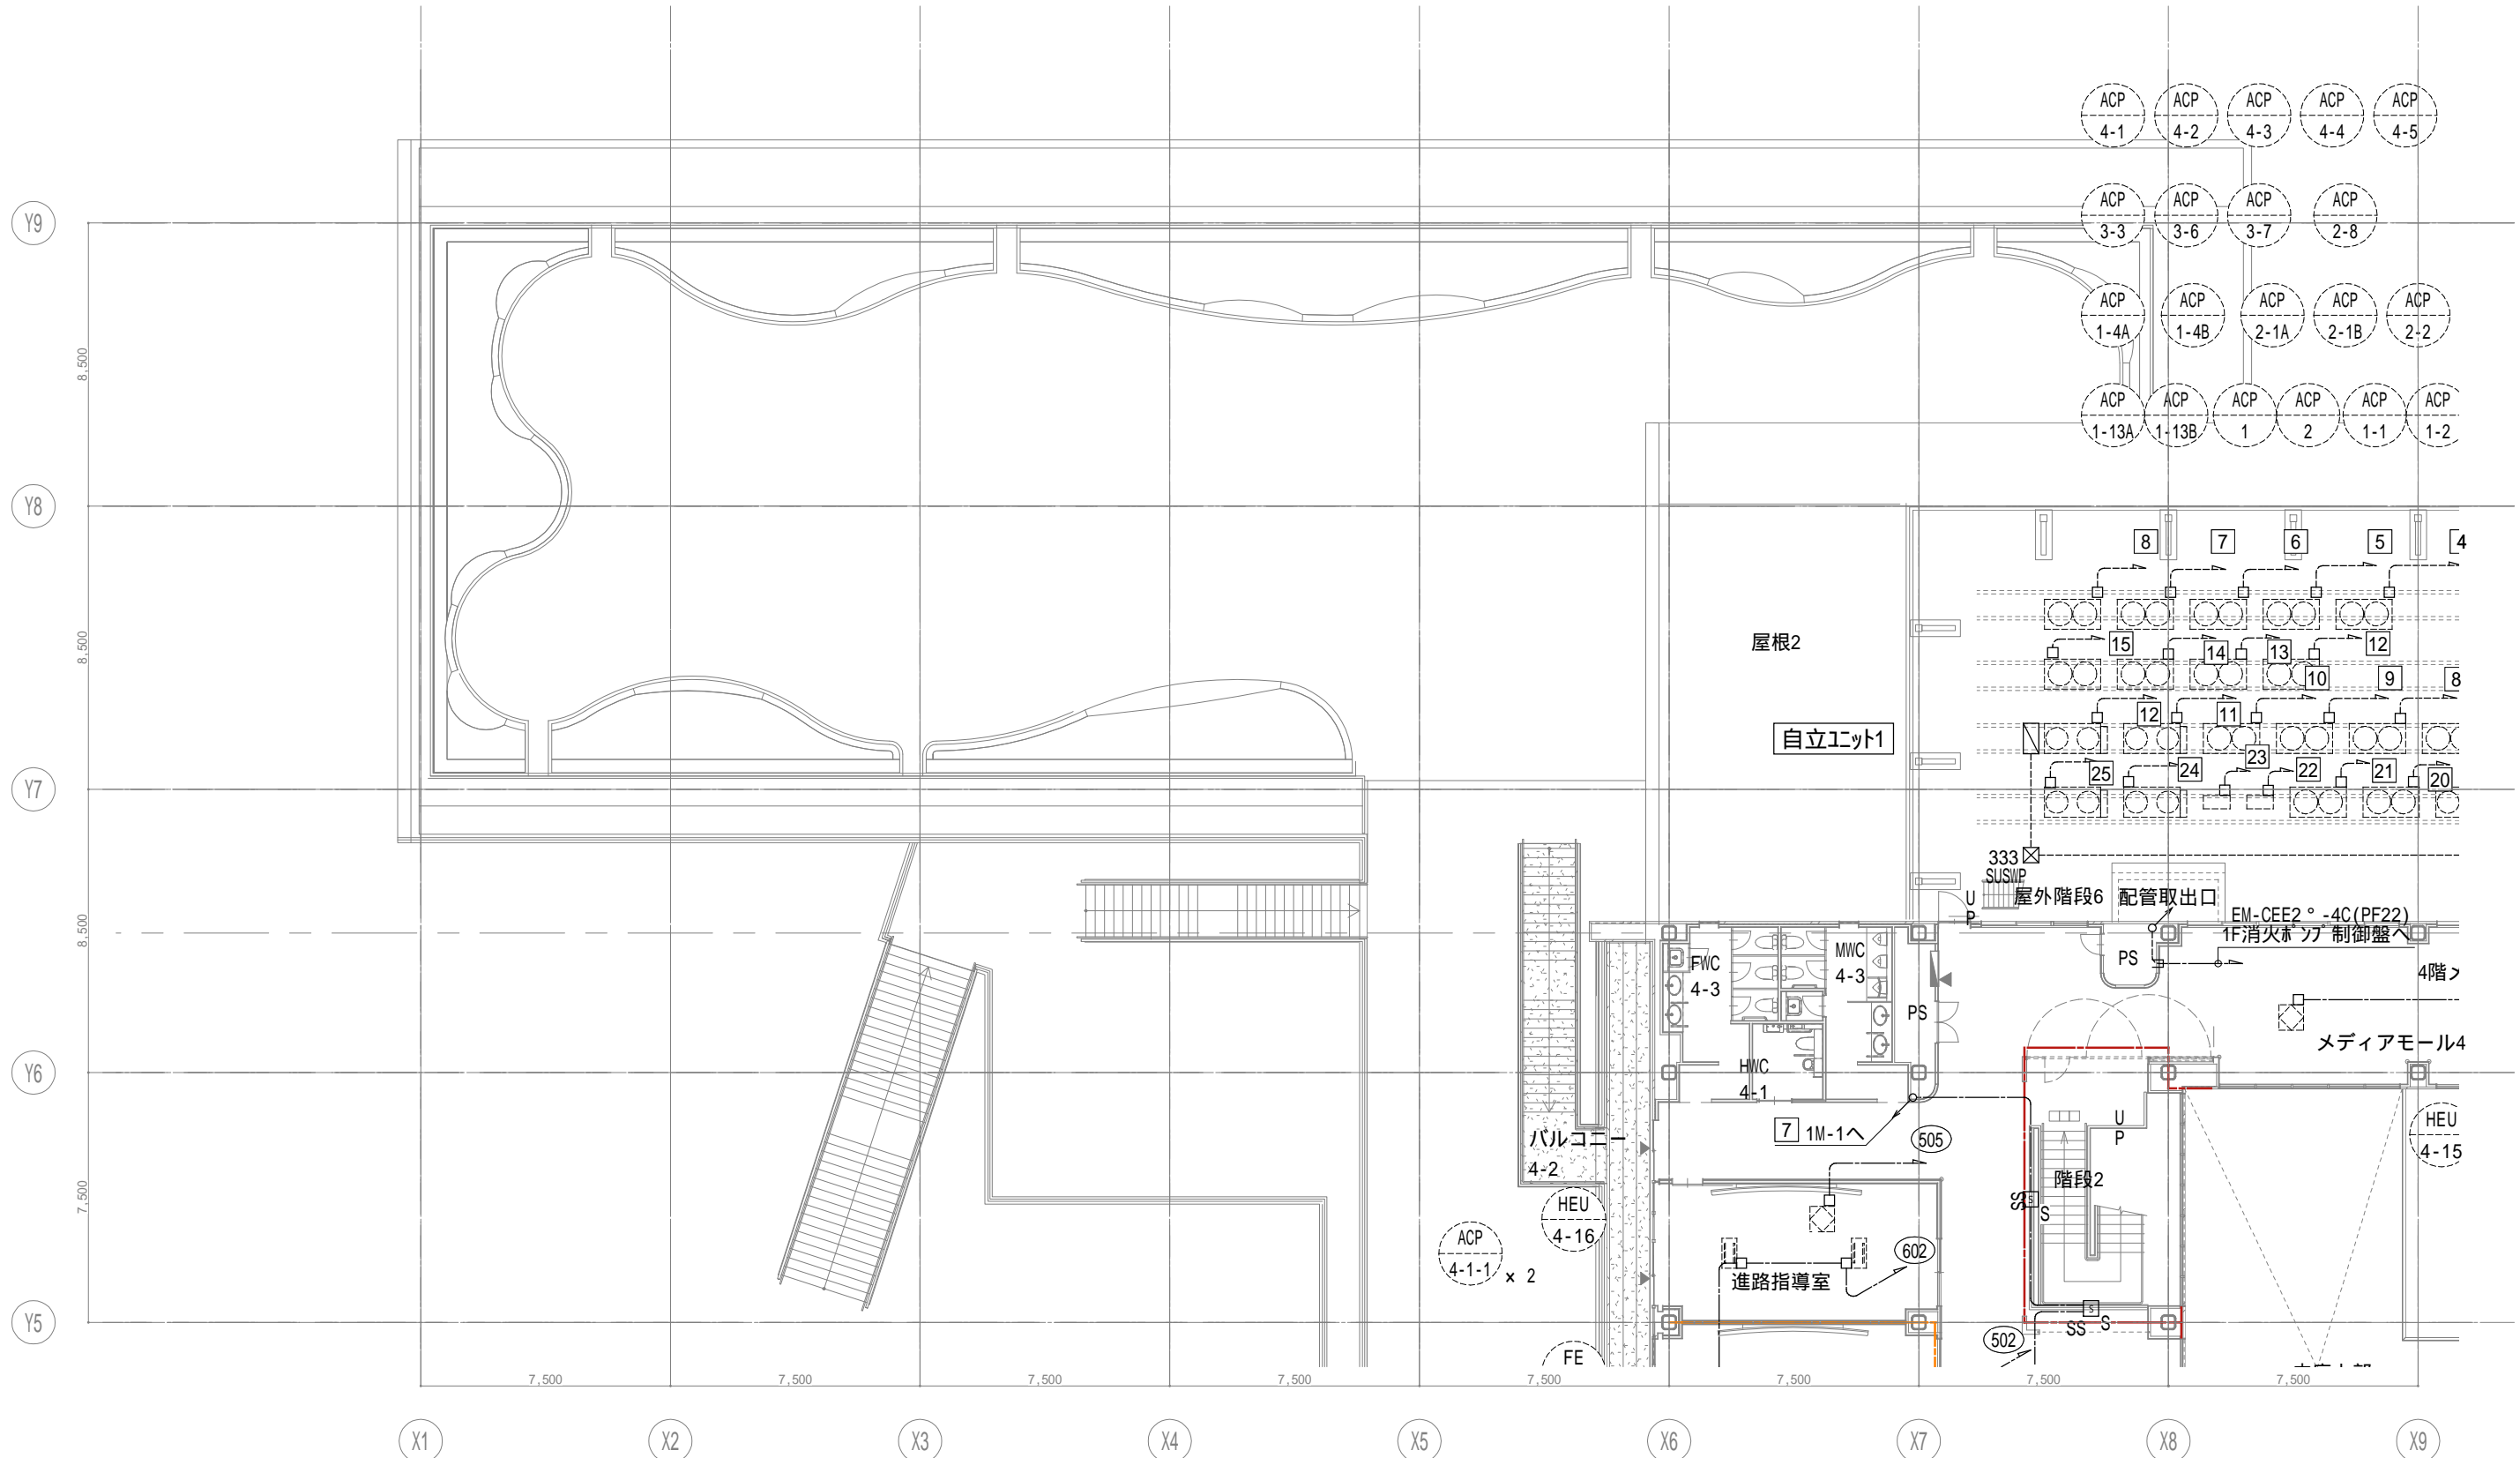 ACP 4-1
ACP 4-2
ACP 4-3
ACP 4-4
ACP 4-5
Y9
ACP 3-3
ACP 3-6
ACP 3-7
ACP 2-8
ACP 1-4A
ACP 1-4B
ACP 2-1A
ACP 2-1B
ACP 2-2
8,500
ACP 1-13A
ACP 1-13B
ACP 1
ACP 2
ACP 1-1
ACP 1-2
Y8
8
7
6
5
4
屋根2
8,500
15
14
13
12
10
9
8
12
11
自立ユニット1
23
25
24
22
21
20
Y7
333
SUSWP
UP
屋外階段6
配管取出口
EM-CEE2°-4C(PF22)
1F消火ポンプ制御盤へ
8,500
FWC
4-3
MWC
4-3
PS
PS
4階メ
メディアモール4
Y6
HWC
4-1
7
1M-1へ
505
UP
HEU 4-15
バルコニー
4-2
階段2
7,500
SS
S
S
HEU 4-16
ACP 4-1-1
× 2
602
進路指導室
Y5
S
SS
S
502
FE
7,500
7,500
7,500
7,500
7,500
7,500
7,500
7,500
X1
X2
X3
X4
X5
X6
X7
X8
X9